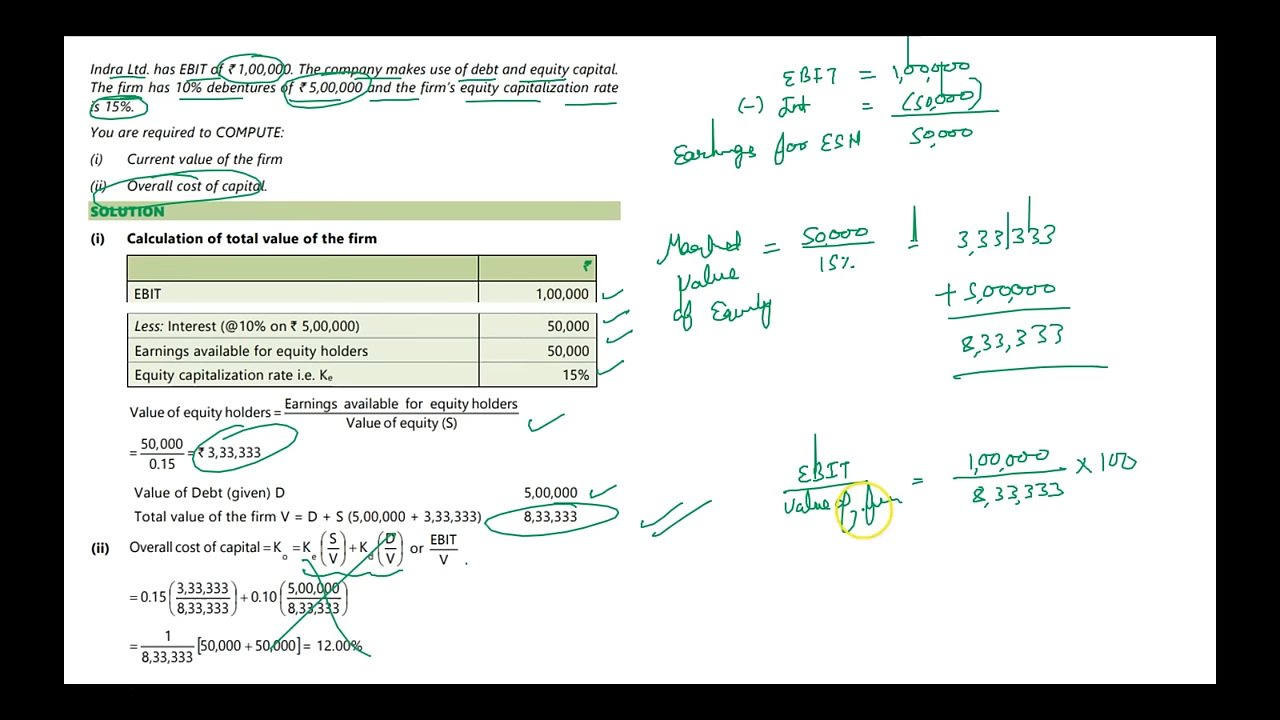 Indra Ltd. has EBIT of ₹ 1,00,000. The company makes use of debt and equity capital.
The firm has 10% debentures of ₹ 5,00,000 and the firm's equity capitalization rate
is 15%.
You are required to COMPUTE:
(i) Current value of the firm
(ii) Overall cost of capital.
SOLUTION
(i) Calculation of total value of the firm
₹
EBIT 1,00,000
Less: Interest (@10% on ₹ 5,00,000) 50,000
Earnings available for equity holders 50,000
Equity capitalization rate i.e. Kₑ 15%
Value of equity holders = Earnings available for equity holders / Value of equity (S)
= 50,000 / 0.15 = ₹ 3,33,333
Value of Debt (given) D 5,00,000
Total value of the firm V = D + S (5,00,000 + 3,33,333) 8,33,333
(ii) Overall cost of capital = Kₒ = Kₑ (S/V) + K_d (D/V) or EBIT/V
= 0.15 (3,33,333 / 8,33,333) + 0.10 (5,00,000 / 8,33,333)
= 1 / 8,33,333 [50,000 + 50,000] = 12.00%
EBIT = 1,00,000
(-) Int = (50,000)
Earnings for ESH 50,000
Market Value of Equity = 50,000 / 15% = 3,33,333
+ 5,00,000
8,33,333
EBIT / Value of firm = 1,00,000 / 8,33,333 × 100